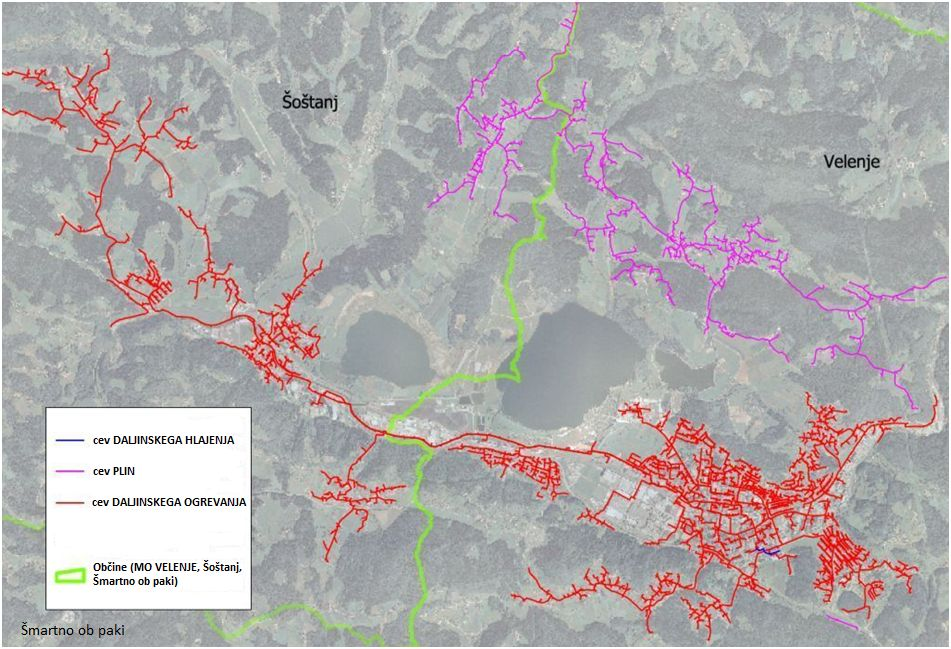 Šoštanj
Velenje
cev DALJINSKEGA HLAJENJA
cev PLIN
cev DALJINSKEGA OGREVANJA
Občine (MO VELENJE, Šoštanj,
Šmartno ob paki)
Šmartno ob paki